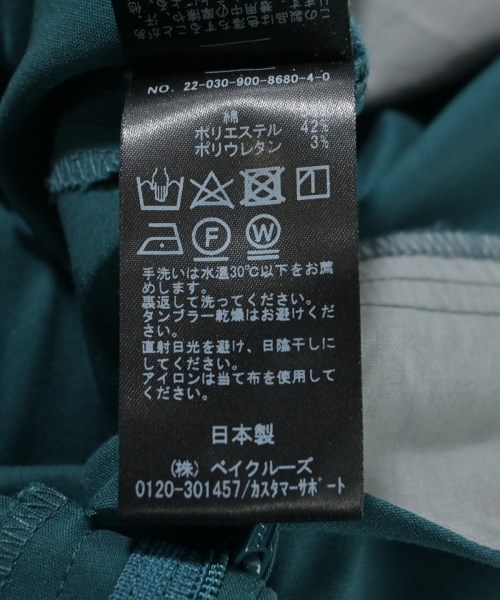 この製品は
NO. 22-030-900-8680-4-0
綿
ポリエステル 42%
ポリウレタン 3%
F W
手洗いは水温30℃以下をお薦
めします。
裏返して洗ってください。
タンブラー乾燥はお避けくだ
さい。
直射日光を避け、日陰干しに
してください。
アイロンは当て布を使用して
ください。
日本製
(株) ベイクルーズ
0120-301457/カスタマーサポート